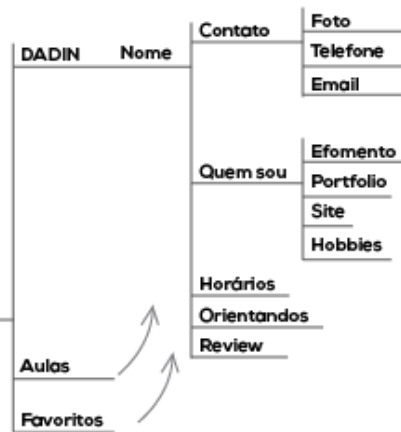 DADIN
Nome
Contato
Foto
Telefone
Email
Quem sou
Efomento
Portfolio
Site
Hobbies
Horários
Orientandos
Review
Aulas
Favoritos